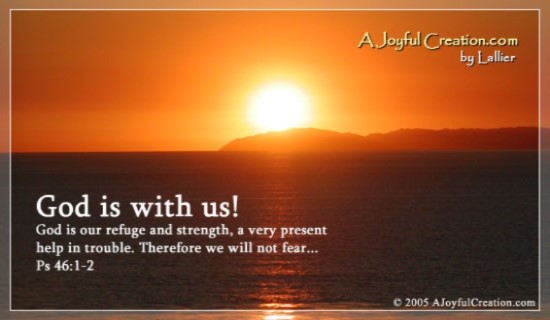 A Joyful Creation.com
by Lallier
God is with us!
God is our refuge and strength, a very present
help in trouble. Therefore we will not fear...
Ps 46:1-2
© 2005 AJoyfulCreation.com